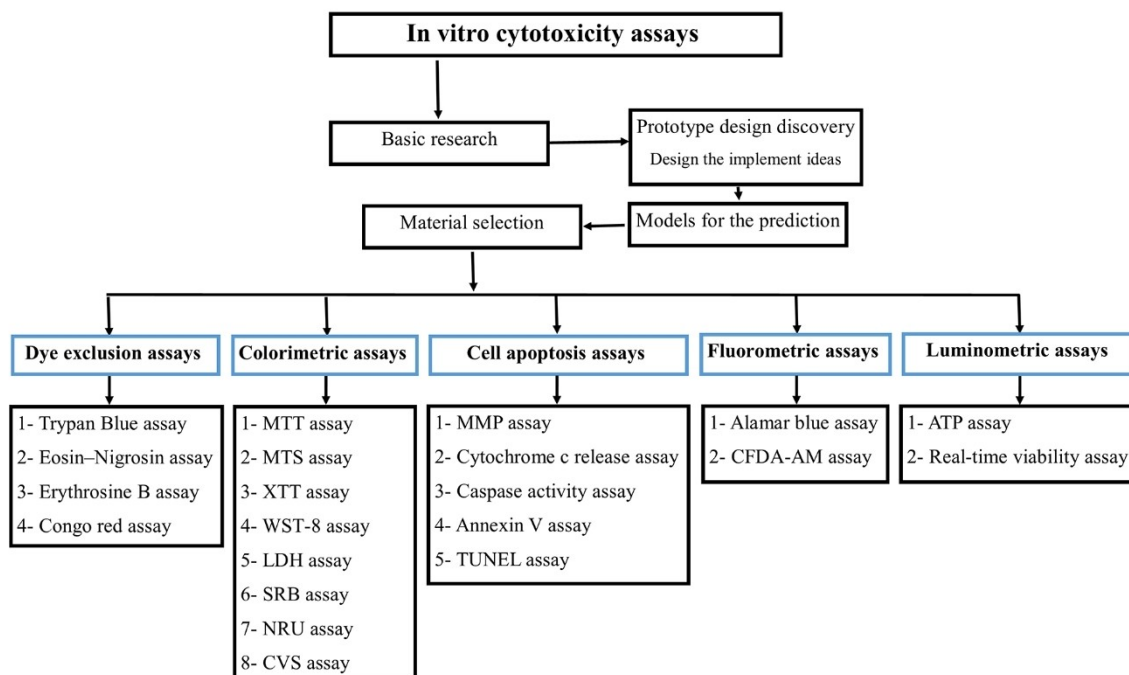 In vitro cytotoxicity assays
Basic research
Prototype design discovery
Design the implement ideas
Material selection
Models for the prediction
Dye exclusion assays
1- Trypan Blue assay
2- Eosin–Nigrosin assay
3- Erythrosine B assay
4- Congo red assay
Colorimetric assays
1- MTT assay
2- MTS assay
3- XTT assay
4- WST-8 assay
5- LDH assay
6- SRB assay
7- NRU assay
8- CVS assay
Cell apoptosis assays
1- MMP assay
2- Cytochrome c release assay
3- Caspase activity assay
4- Annexin V assay
5- TUNEL assay
Fluorometric assays
1- Alamar blue assay
2- CFDA-AM assay
Luminometric assays
1- ATP assay
2- Real-time viability assay